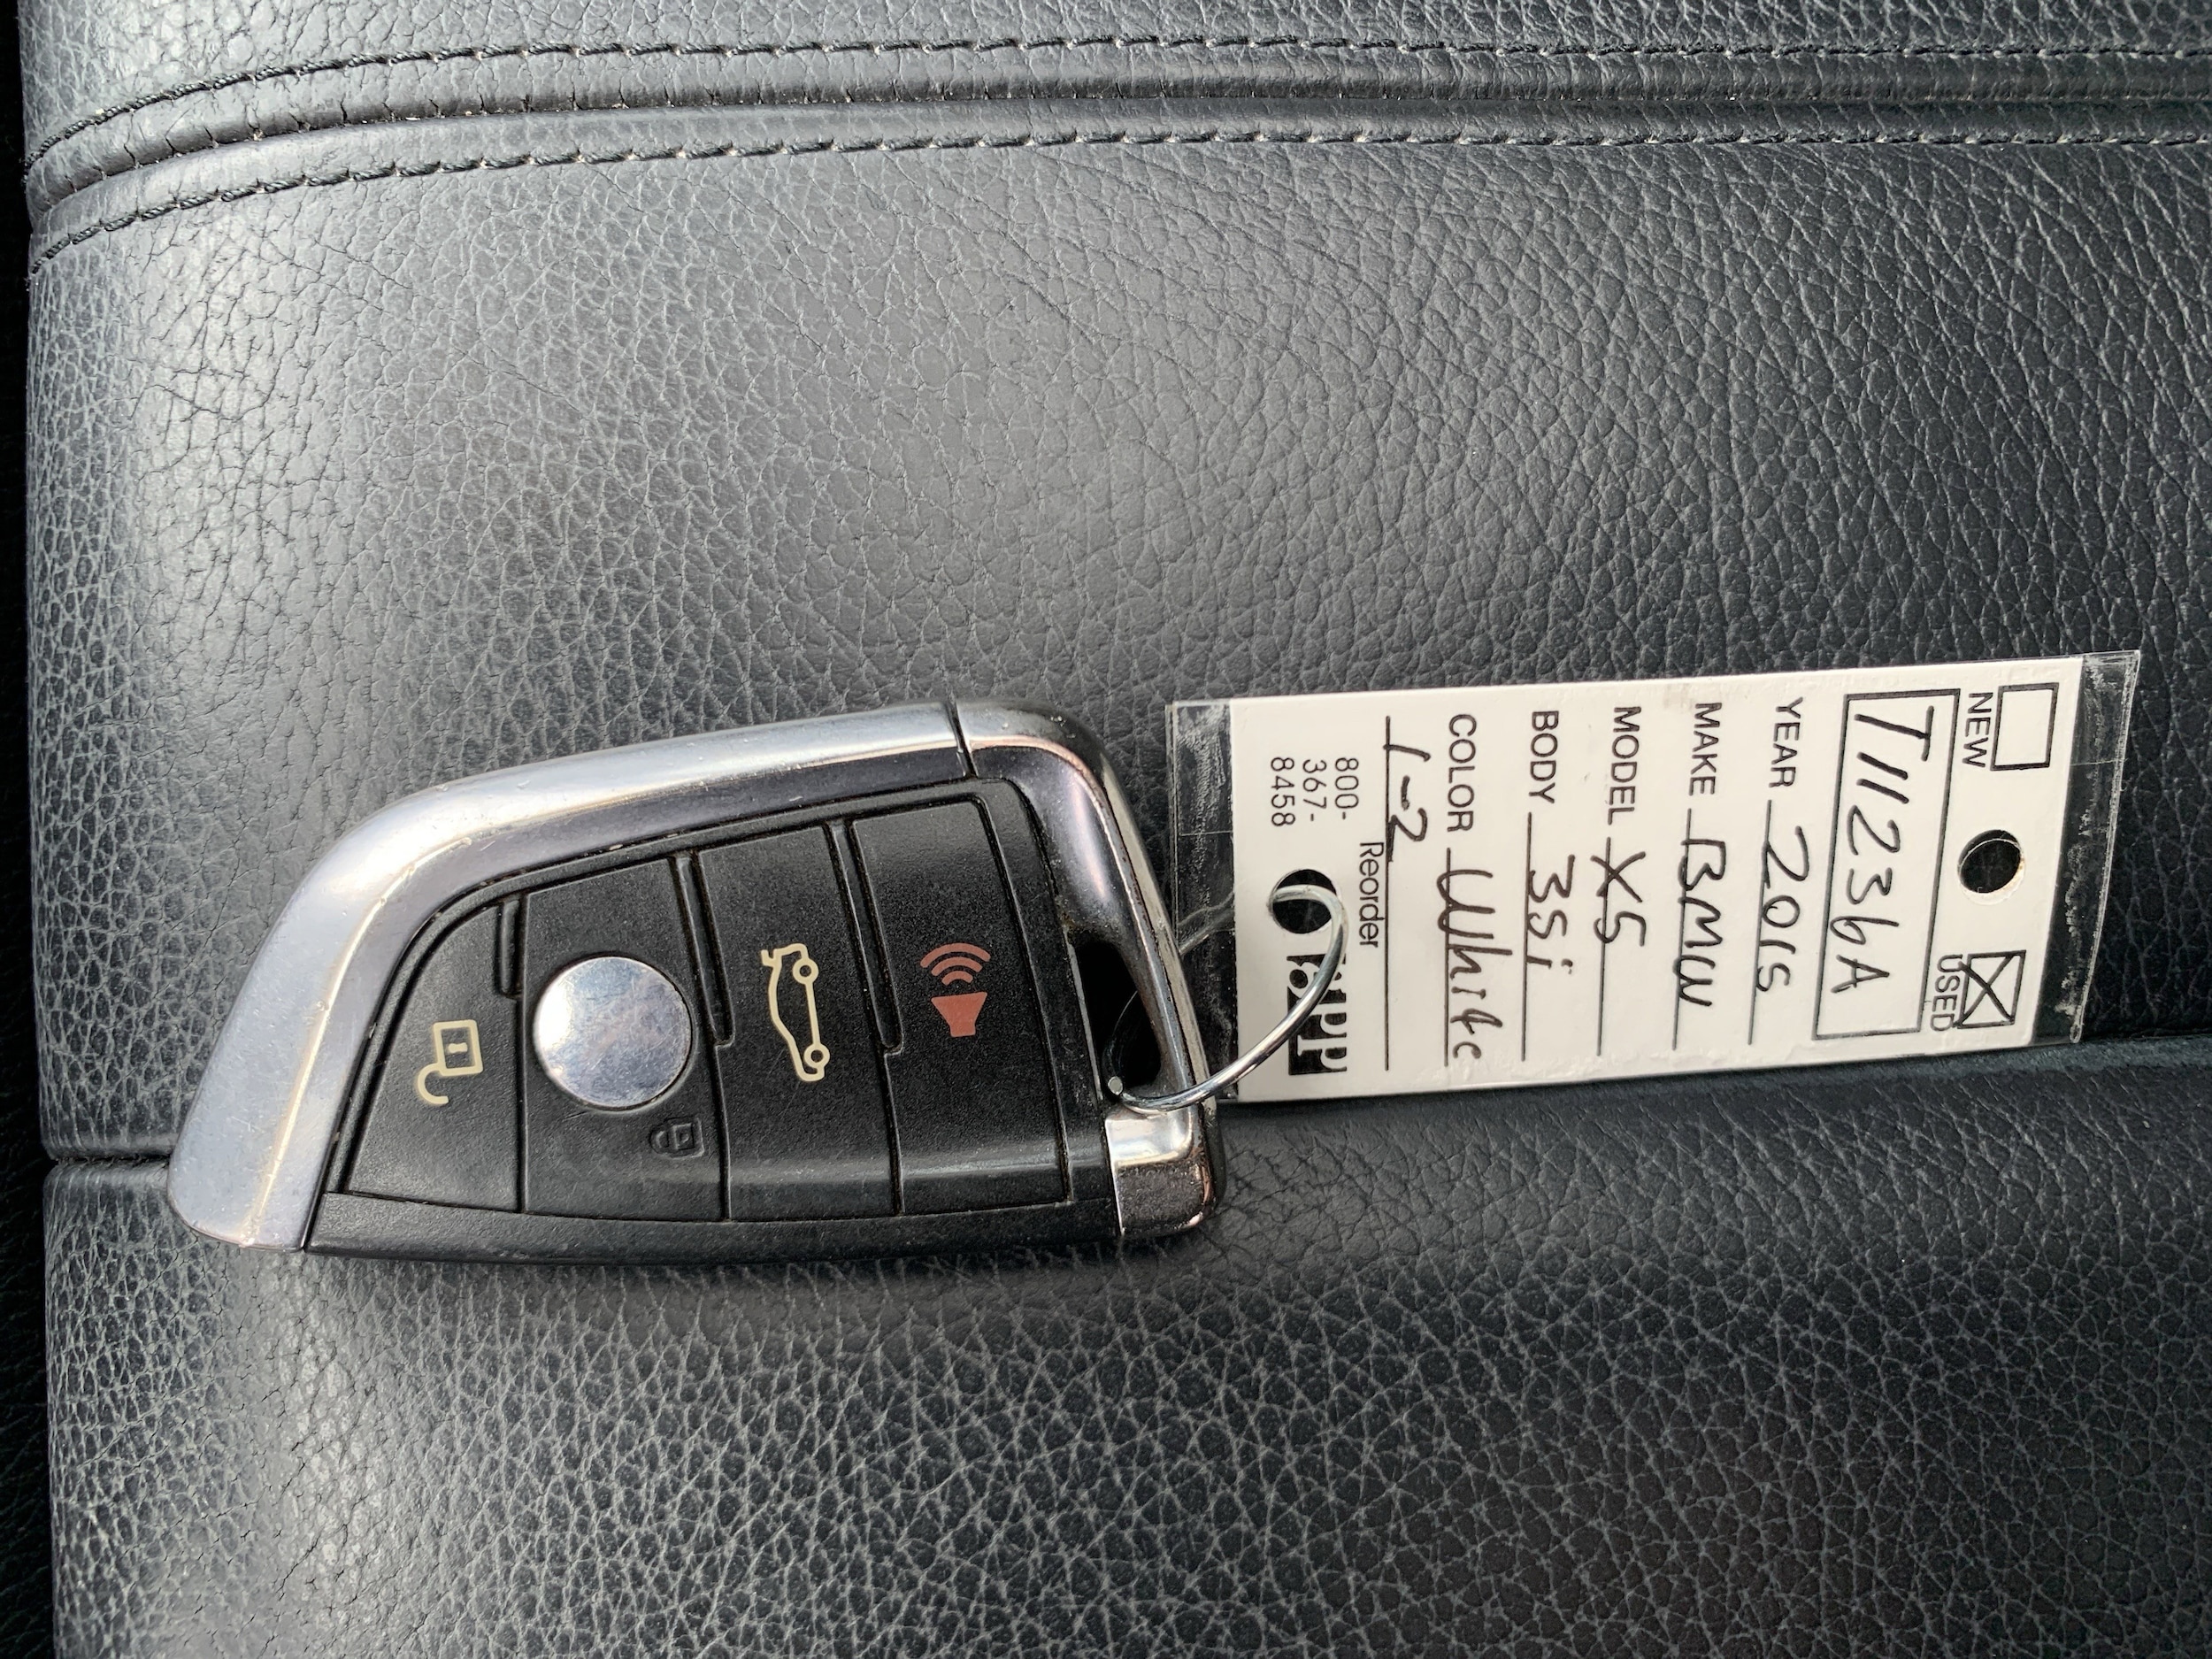 NEW USED
T11236A
YEAR 2015
MAKE BMW
MODEL X5
BODY 35i
COLOR White
1-2
Reorder
800-
367-
8458